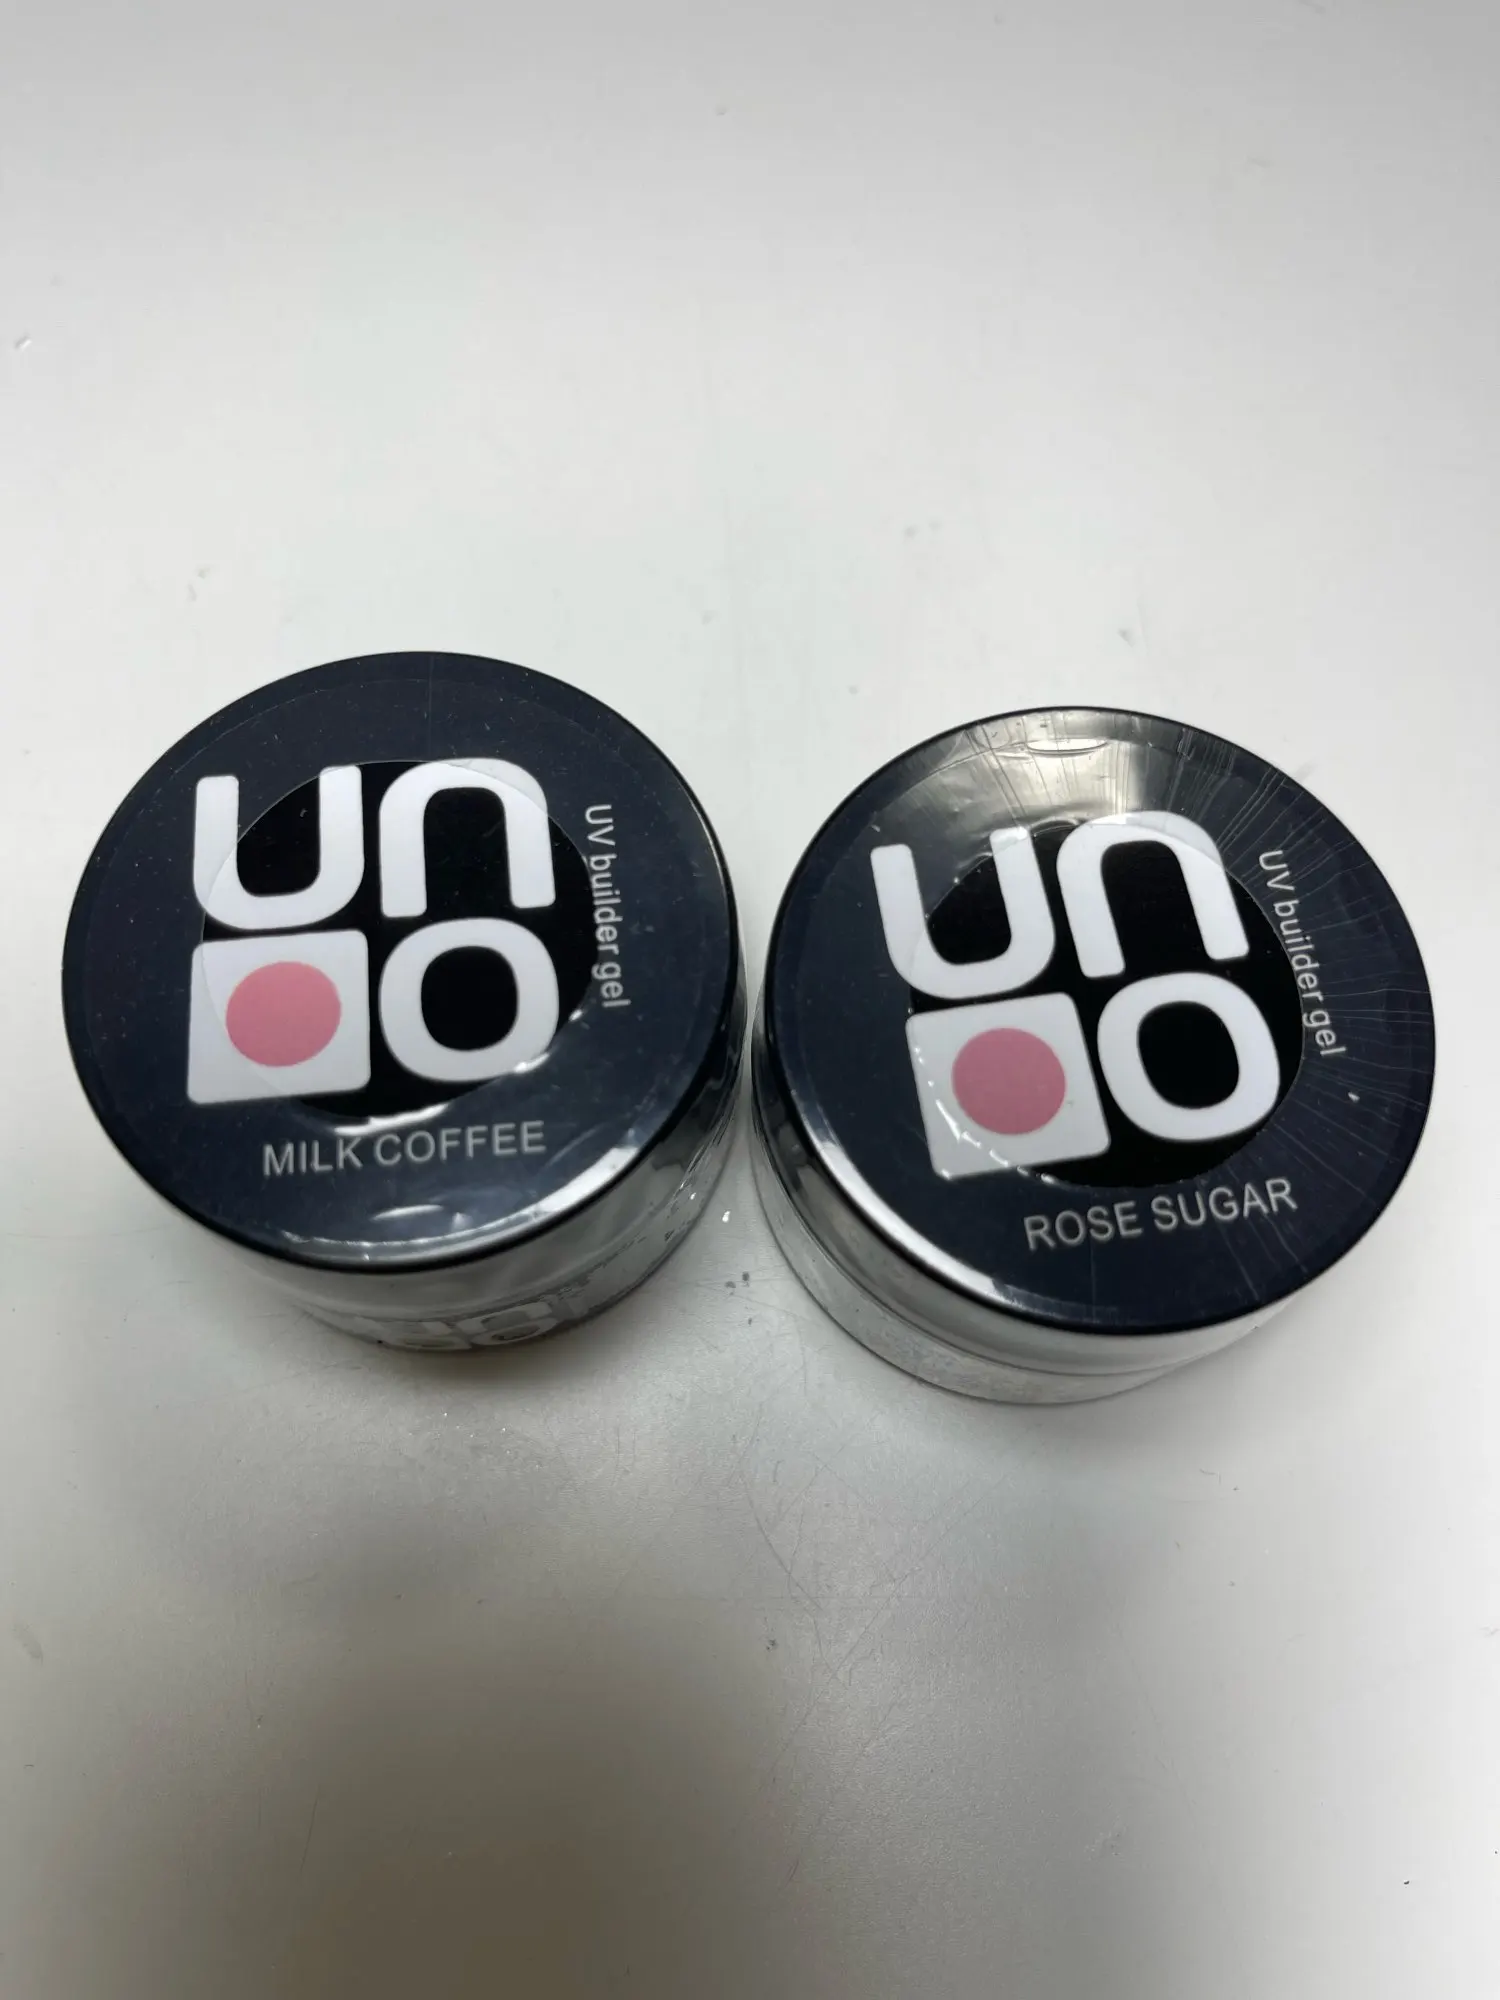 un
o
UV builder gel
MILK COFFEE
un
o
UV builder gel
ROSE SUGAR